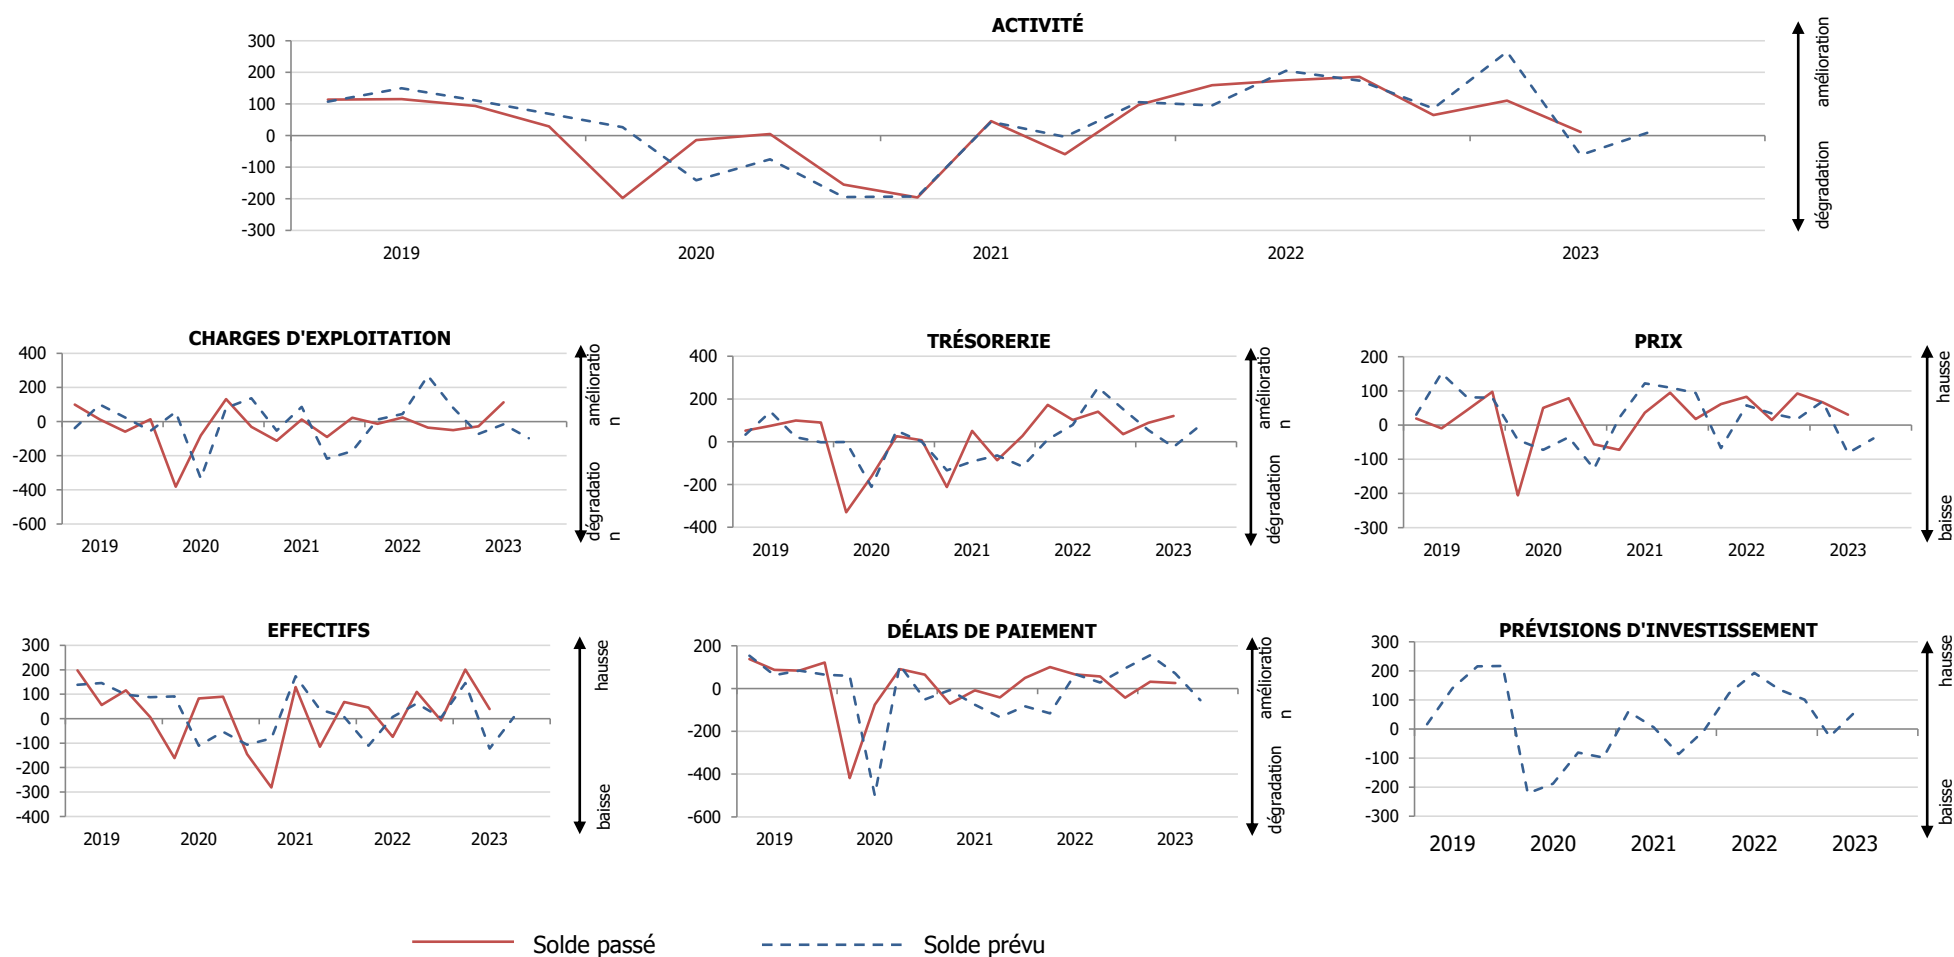 ACTIVITÉ
300
200
100
0
-100
-200
-300
2019 2020 2021 2022 2023
amélioration
dégradation
CHARGES D'EXPLOITATION
400
200
0
-200
-400
-600
2019 2020 2021 2022 2023
amélioratio
n
dégradatio
n
TRÉSORERIE
400
200
0
-200
-400
2019 2020 2021 2022 2023
amélioratio
n
dégradation
PRIX
200
100
0
-100
-200
-300
2019 2020 2021 2022 2023
hausse
baisse
EFFECTIFS
300
200
100
0
-100
-200
-300
-400
2019 2020 2021 2022 2023
hausse
baisse
DÉLAIS DE PAIEMENT
200
0
-200
-400
-600
2019 2020 2021 2022 2023
amélioratio
n
dégradation
PRÉVISIONS D'INVESTISSEMENT
300
200
100
0
-100
-200
-300
2019 2020 2021 2022 2023
hausse
baisse
Solde passé Solde prévu